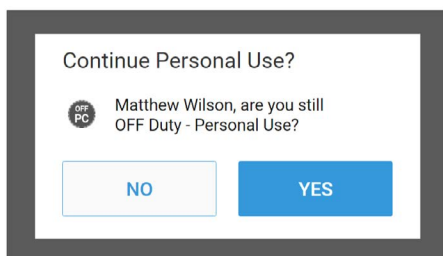 Continue Personal Use?
OFF
PC
Matthew Wilson, are you still
OFF Duty - Personal Use?
NO
YES